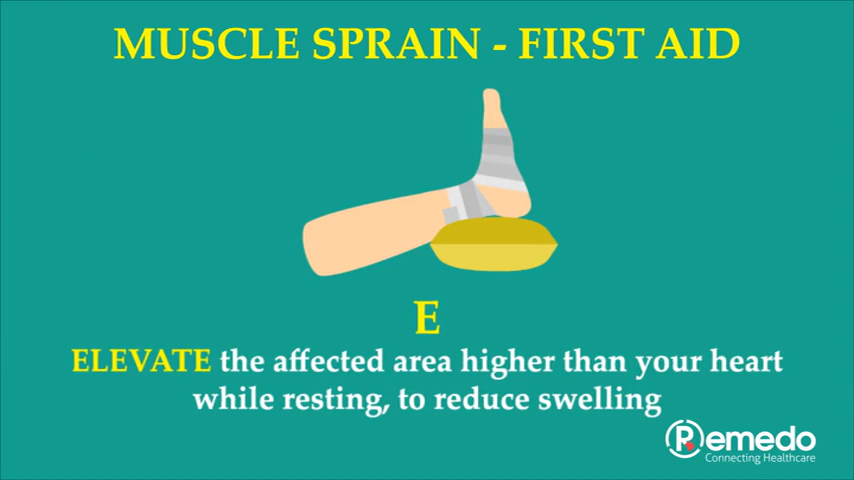 MUSCLE SPRAIN - FIRST AID
E
ELEVATE the affected area higher than your heart
while resting, to reduce swelling
Remedo
Connecting Healthcare